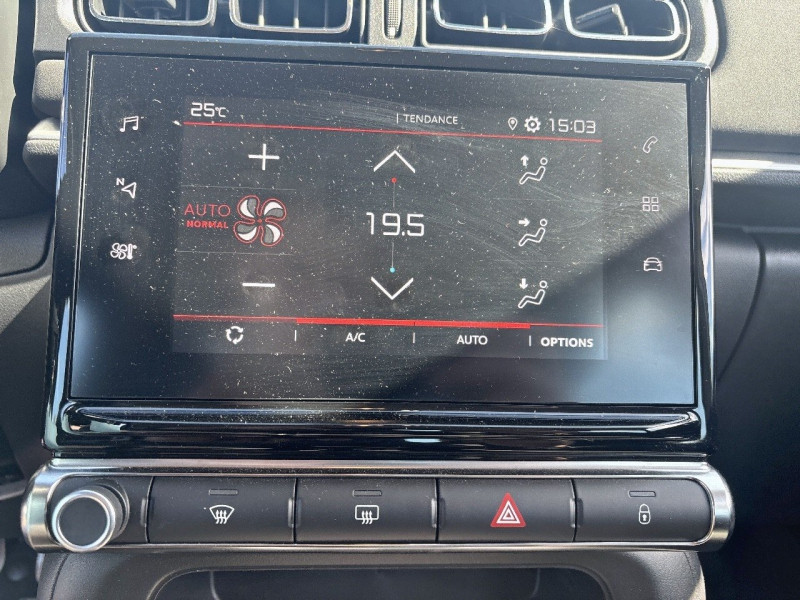 25°C
TENDANCE
15:03
N
AUTO
NORMAL
19.5
A/C
AUTO
OPTIONS